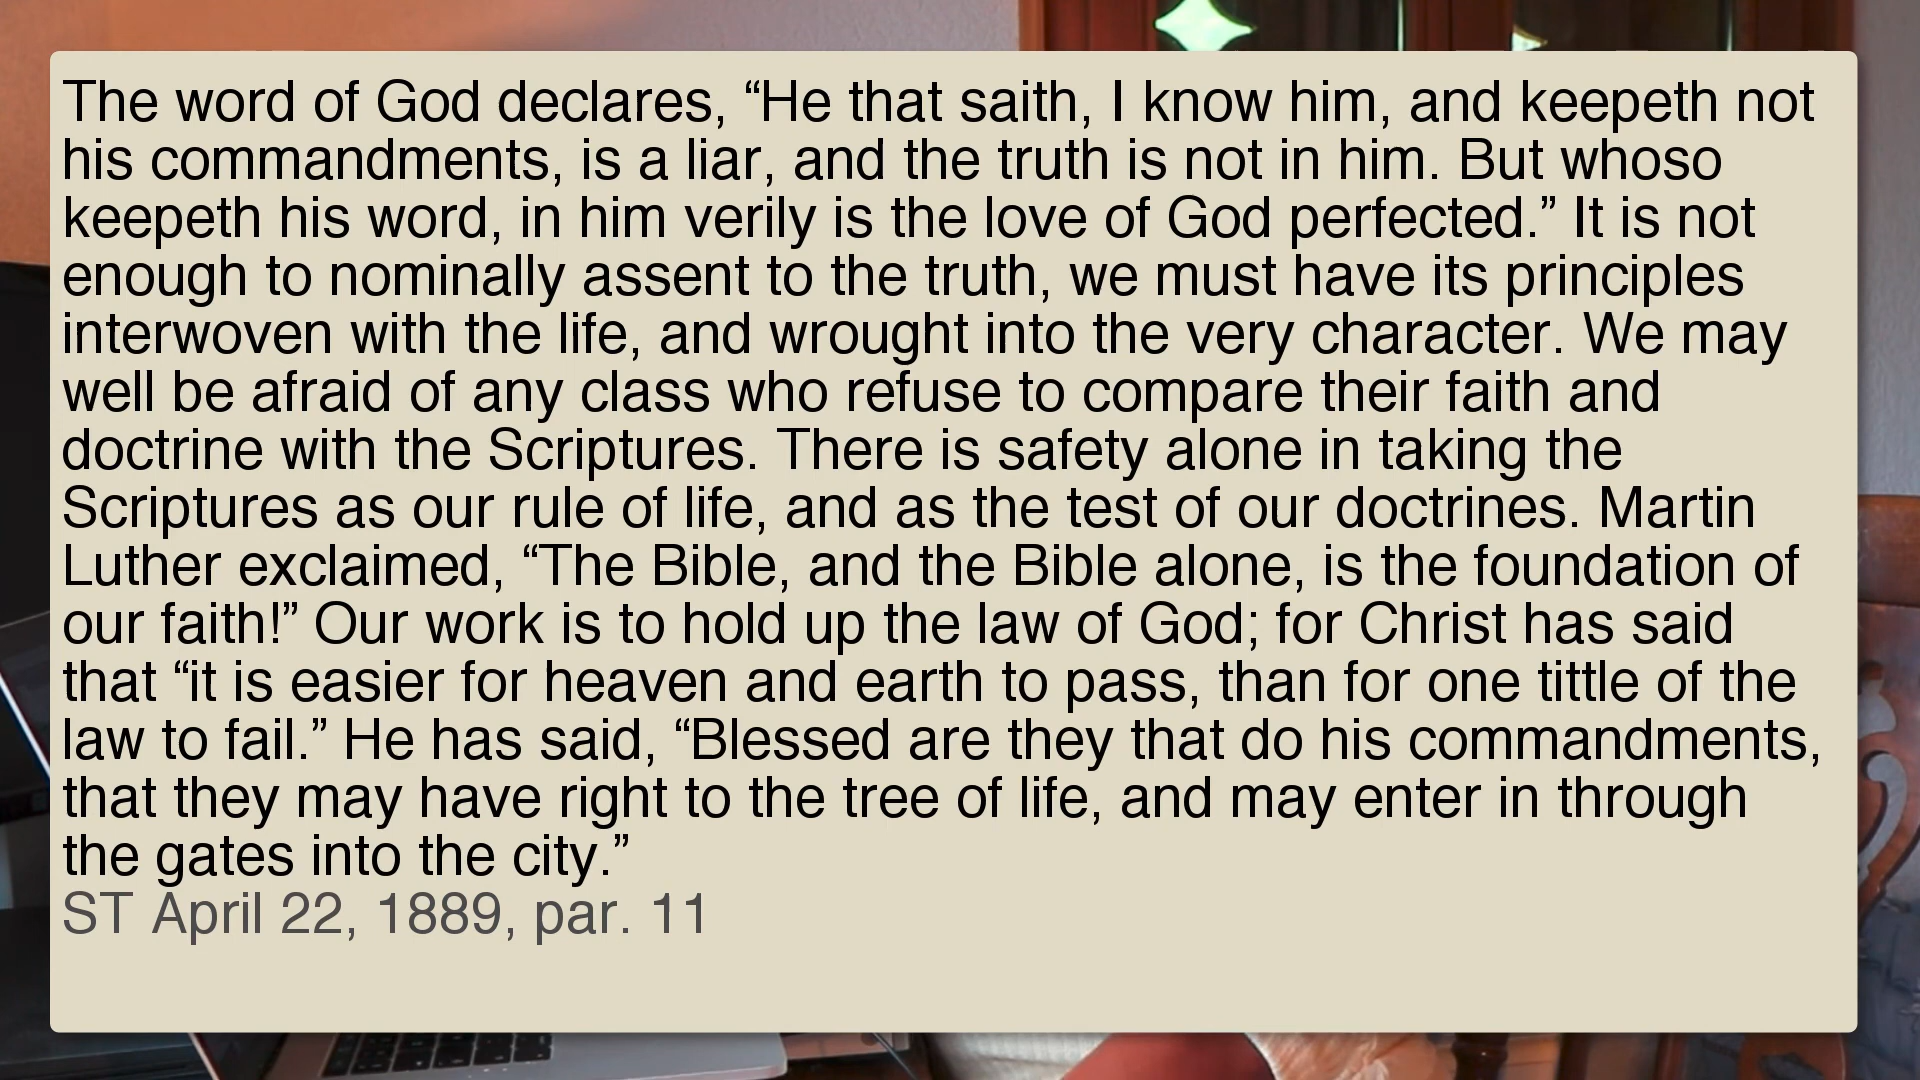 The word of God declares, “He that saith, I know him, and keepeth not
his commandments, is a liar, and the truth is not in him. But whoso
keepeth his word, in him verily is the love of God perfected.” It is not
enough to nominally assent to the truth, we must have its principles
interwoven with the life, and wrought into the very character. We may
well be afraid of any class who refuse to compare their faith and
doctrine with the Scriptures. There is safety alone in taking the
Scriptures as our rule of life, and as the test of our doctrines. Martin
Luther exclaimed, “The Bible, and the Bible alone, is the foundation of
our faith!” Our work is to hold up the law of God; for Christ has said
that “it is easier for heaven and earth to pass, than for one tittle of the
law to fail.” He has said, “Blessed are they that do his commandments,
that they may have right to the tree of life, and may enter in through
the gates into the city.”
ST April 22, 1889, par. 11